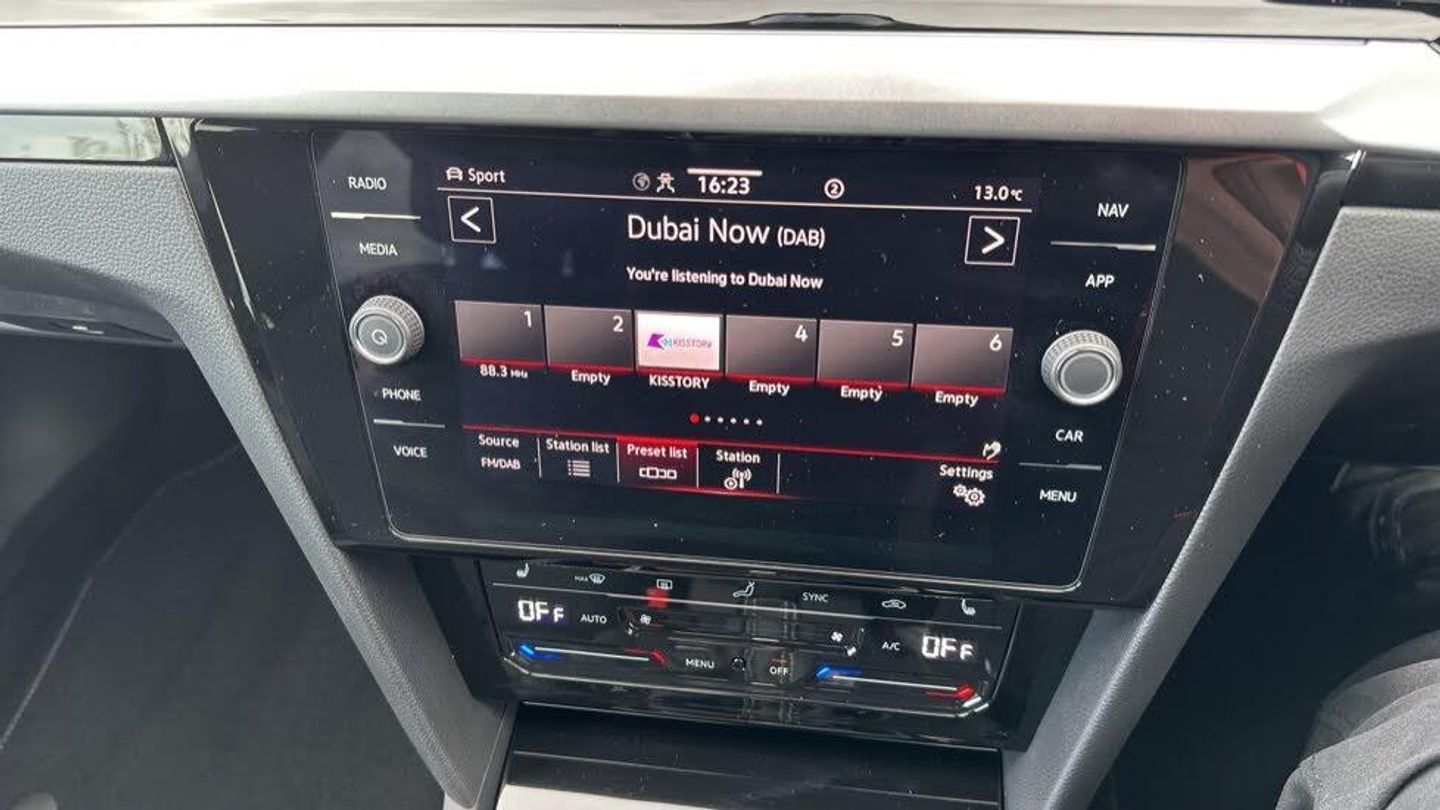 RADIO
MEDIA
PHONE
VOICE
Sport
16:23
2
13.0°C
<
Dubai Now (DAB)
>
You're listening to Dubai Now
1
2
KISSTORY
4
5
6
88.3 MHz
Empty
KISSTORY
Empty
Empty
Empty
Source
FM/DAB
Station list
Preset list
Station
Settings
NAV
APP
CAR
MENU
MAX
SYNC
OFF
AUTO
A/C
OFF
MENU
OFF